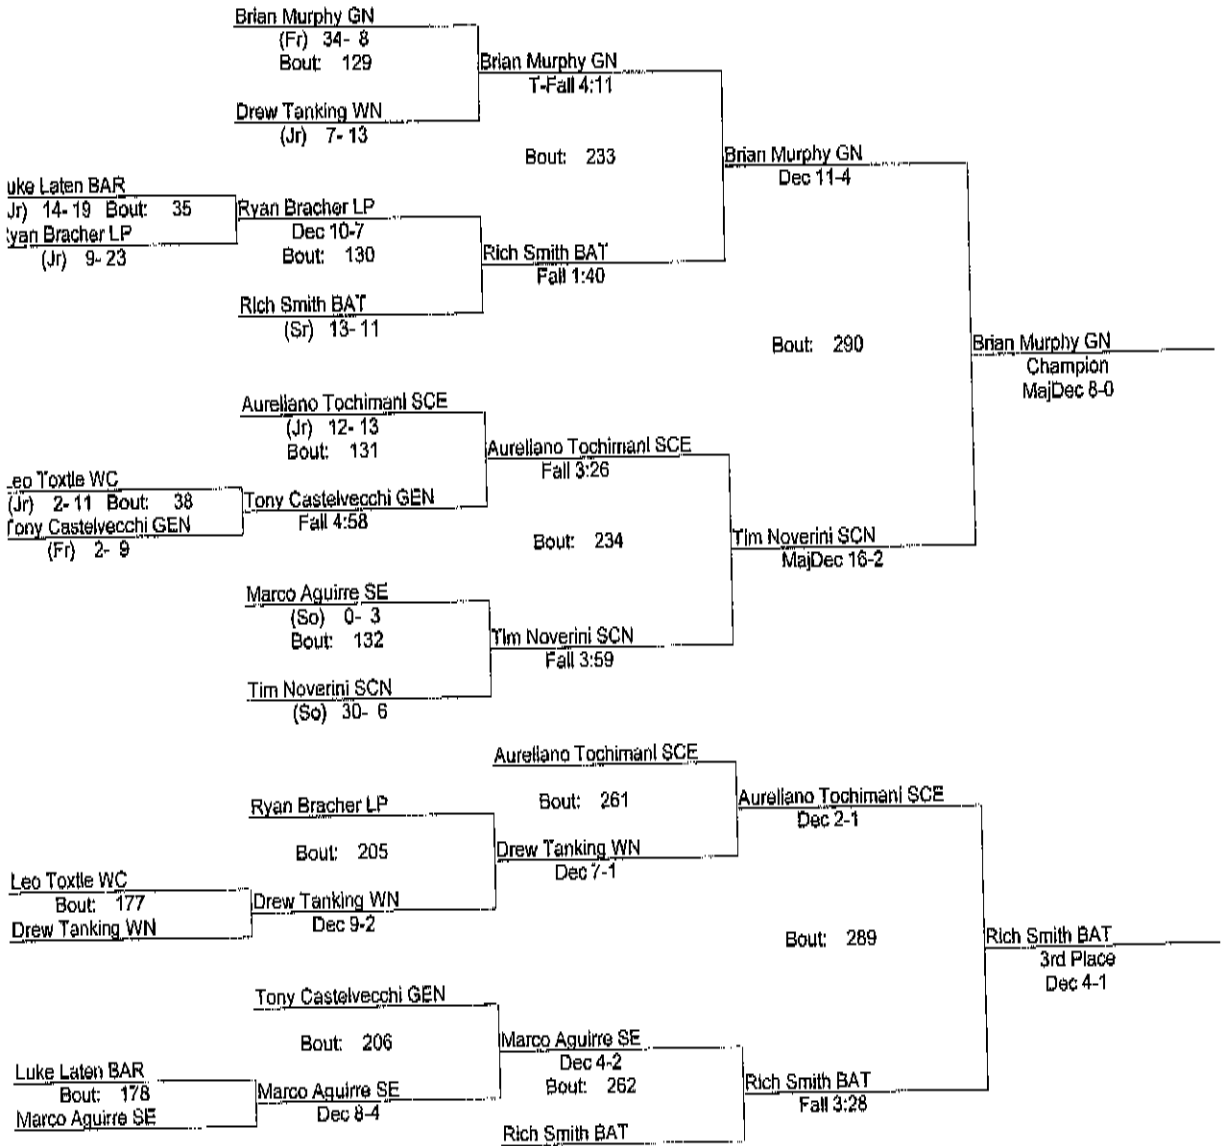 Brian Murphy GN
(Fr) 34- 8
Bout: 129
Brian Murphy GN
T-Fall 4:11
Drew Tanking WN
(Jr) 7- 13
Bout: 233
Brian Murphy GN
Dec 11-4
uke Laten BAR
Jr) 14- 19 Bout: 35
yan Bracher LP
(Jr) 9- 23
Ryan Bracher LP
Dec 10-7
Bout: 130
Rich Smith BAT
Fall 1:40
Rich Smith BAT
(Sr) 13- 11
Bout: 290
Brian Murphy GN
Champion
MajDec 8-0
Aureliano Tochimani SCE
(Jr) 12- 13
Bout: 131
Aureliano Tochimani SCE
Fall 3:26
eo Toxtle WC
(Jr) 2- 11 Bout: 38
Tony Castelvecchi GEN
(Fr) 2- 9
Tony Castelvecchi GEN
Fall 4:58
Bout: 234
Tim Noverini SCN
MajDec 16-2
Marco Aguirre SE
(So) 0- 3
Bout: 132
Tim Noverini SCN
Fall 3:59
Tim Noverini SCN
(So) 30- 6
Aureliano Tochimani SCE
Bout: 261
Aureliano Tochimani SCE
Dec 2-1
Ryan Bracher LP
Bout: 205
Drew Tanking WN
Dec 7-1
Leo Toxtle WC
Bout: 177
Drew Tanking WN
Drew Tanking WN
Dec 9-2
Bout: 289
Rich Smith BAT
3rd Place
Dec 4-1
Tony Castelvecchi GEN
Bout: 206
Marco Aguirre SE
Dec 4-2
Bout: 262
Luke Laten BAR
Bout: 178
Marco Aguirre SE
Marco Aguirre SE
Dec 8-4
Rich Smith BAT
Fall 3:28
Rich Smith BAT